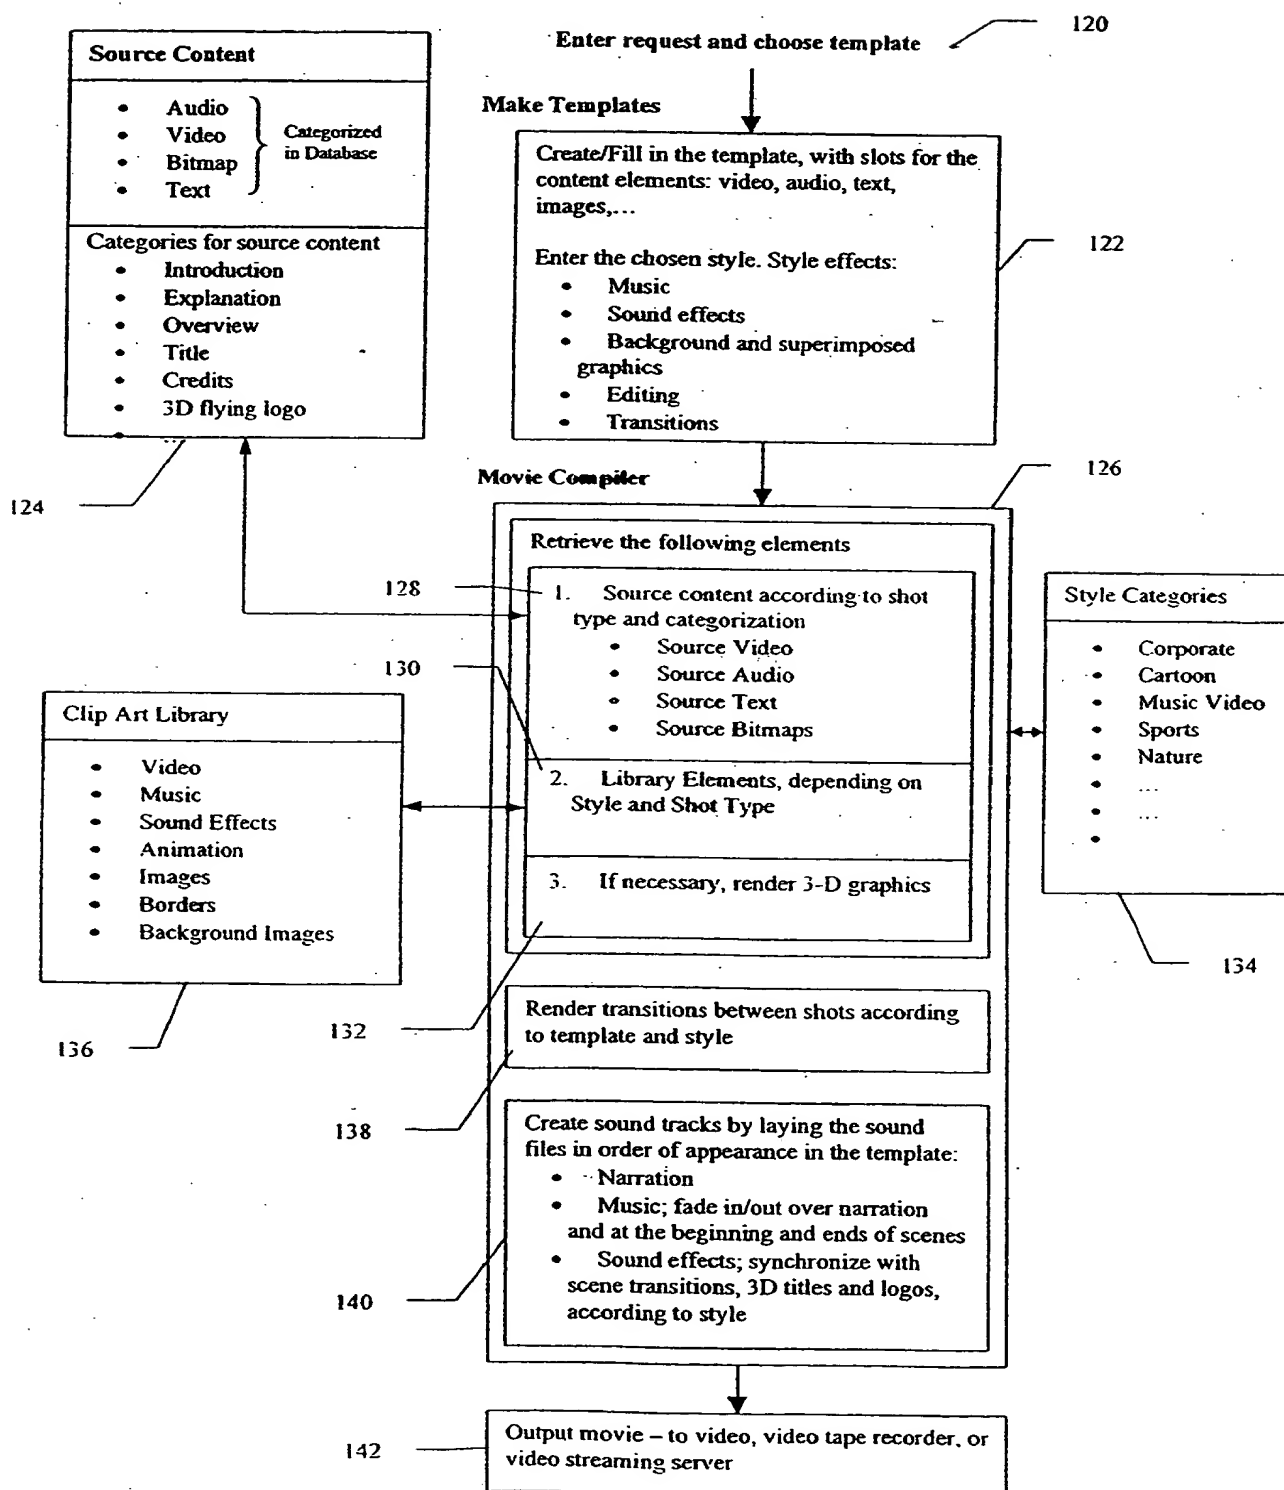 120
Enter request and choose template
Source Content
• Audio
• Video
• Bitmap
• Text
Categorized
in Database
Categories for source content
• Introduction
• Explanation
• Overview
• Title
• Credits
• 3D flying logo
• ...
124
Make Templates
Create/Fill in the template, with slots for the
content elements: video, audio, text,
images,...
Enter the chosen style. Style effects:
• Music
• Sound effects
• Background and superimposed
graphics
• Editing
• Transitions
122
Movie Compiler
126
Retrieve the following elements
128
1. Source content according to shot
type and categorization
• Source Video
• Source Audio
• Source Text
• Source Bitmaps
130
2. Library Elements, depending on
Style and Shot Type
3. If necessary, render 3-D graphics
132
Style Categories
• Corporate
• Cartoon
• Music Video
• Sports
• Nature
• ...
• ...
•
134
Clip Art Library
• Video
• Music
• Sound Effects
• Animation
• Images
• Borders
• Background Images
136
Render transitions between shots according
to template and style
138
Create sound tracks by laying the sound
files in order of appearance in the template:
• Narration
• Music; fade in/out over narration
and at the beginning and ends of scenes
• Sound effects; synchronize with
scene transitions, 3D titles and logos,
according to style
140
Output movie – to video, video tape recorder, or
video streaming server
142